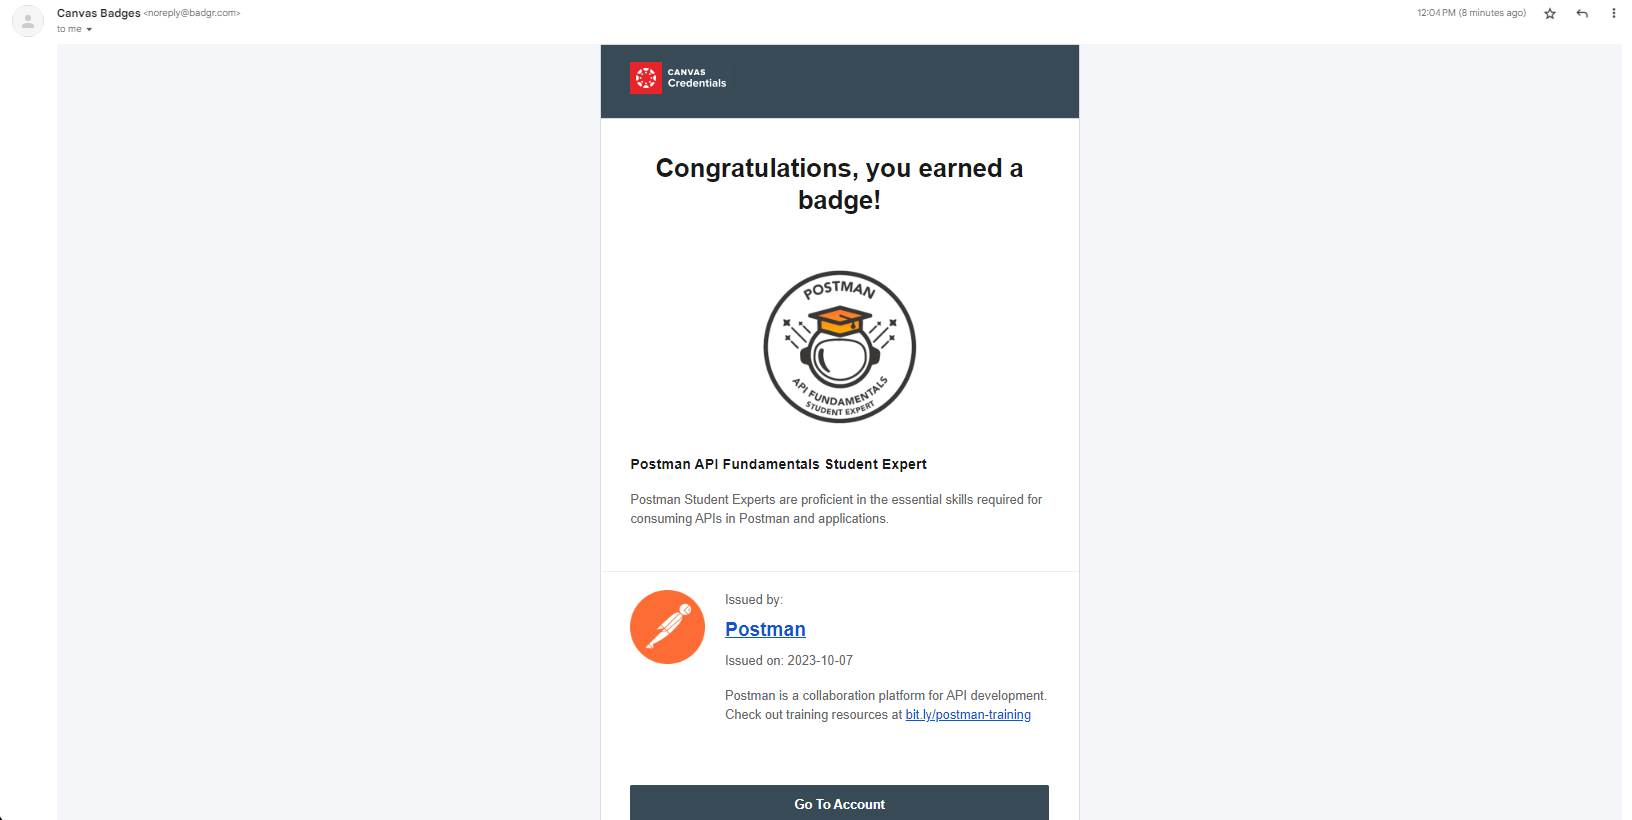 Canvas Badges <noreply@badgr.com>
12:04 PM (8 minutes ago)
to me
CANVAS
Credentials
Congratulations, you earned a
badge!
POSTMAN
API FUNDAMENTALS
STUDENT EXPERT
Postman API Fundamentals Student Expert
Postman Student Experts are proficient in the essential skills required for
consuming APIs in Postman and applications.
Issued by:
Postman
Issued on: 2023-10-07
Postman is a collaboration platform for API development.
Check out training resources at bit.ly/postman-training
Go To Account